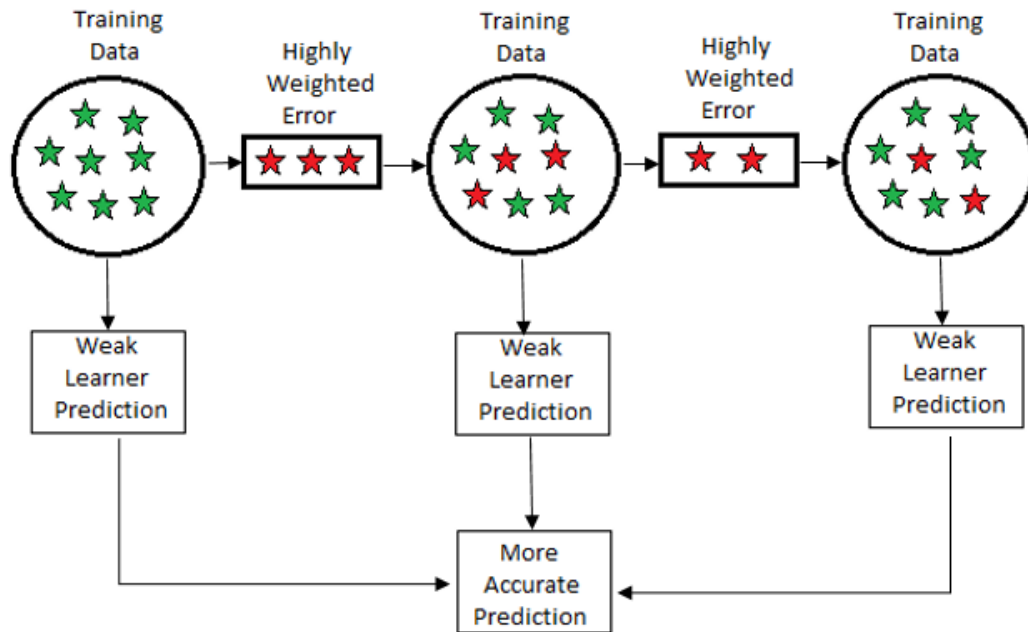 Training
Data
Highly
Weighted
Error
Training
Data
Highly
Weighted
Error
Training
Data
Weak
Learner
Prediction
Weak
Learner
Prediction
Weak
Learner
Prediction
More
Accurate
Prediction